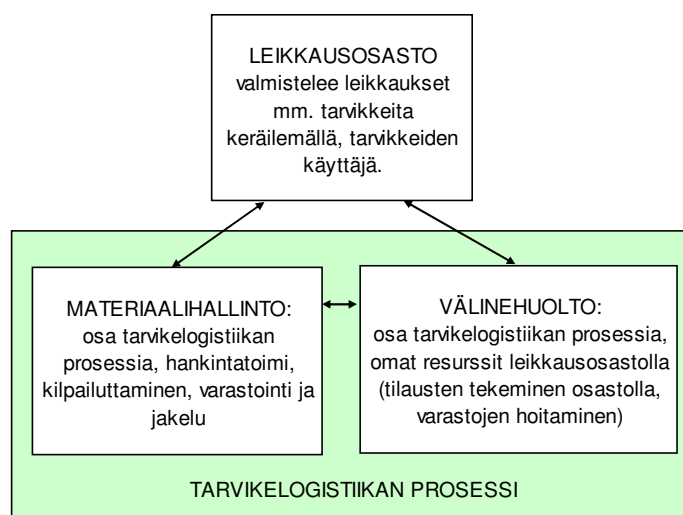 LEIKKAUSOSASTO
valmistelee leikkaukset
mm. tarvikkeita
keräilemällä, tarvikkeiden
käyttäjä.
MATERIAALIHALLINTO:
osa tarvikelogistiikan
prosessia, hankintatoimi,
kilpailuttaminen, varastointi ja
jakelu
VÄLINEHUOLTO:
osa tarvikelogistiikan prosessia,
omat resurssit leikkausosastolla
(tilausten tekeminen osastolla,
varastojen hoitaminen)
TARVIKELOGISTIIKAN PROSESSI